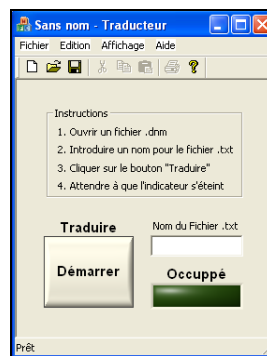 Sans nom - Traducteur
Fichier Edition Affichage Aide
Instructions
1. Ouvrir un fichier .dnm
2. Introduire un nom pour le fichier .txt
3. Cliquer sur le bouton "Traduire"
4. Attendre à que l'indicateur s'éteint
Traduire
Nom du Fichier .txt
Démarrer
Occuppé
Prêt